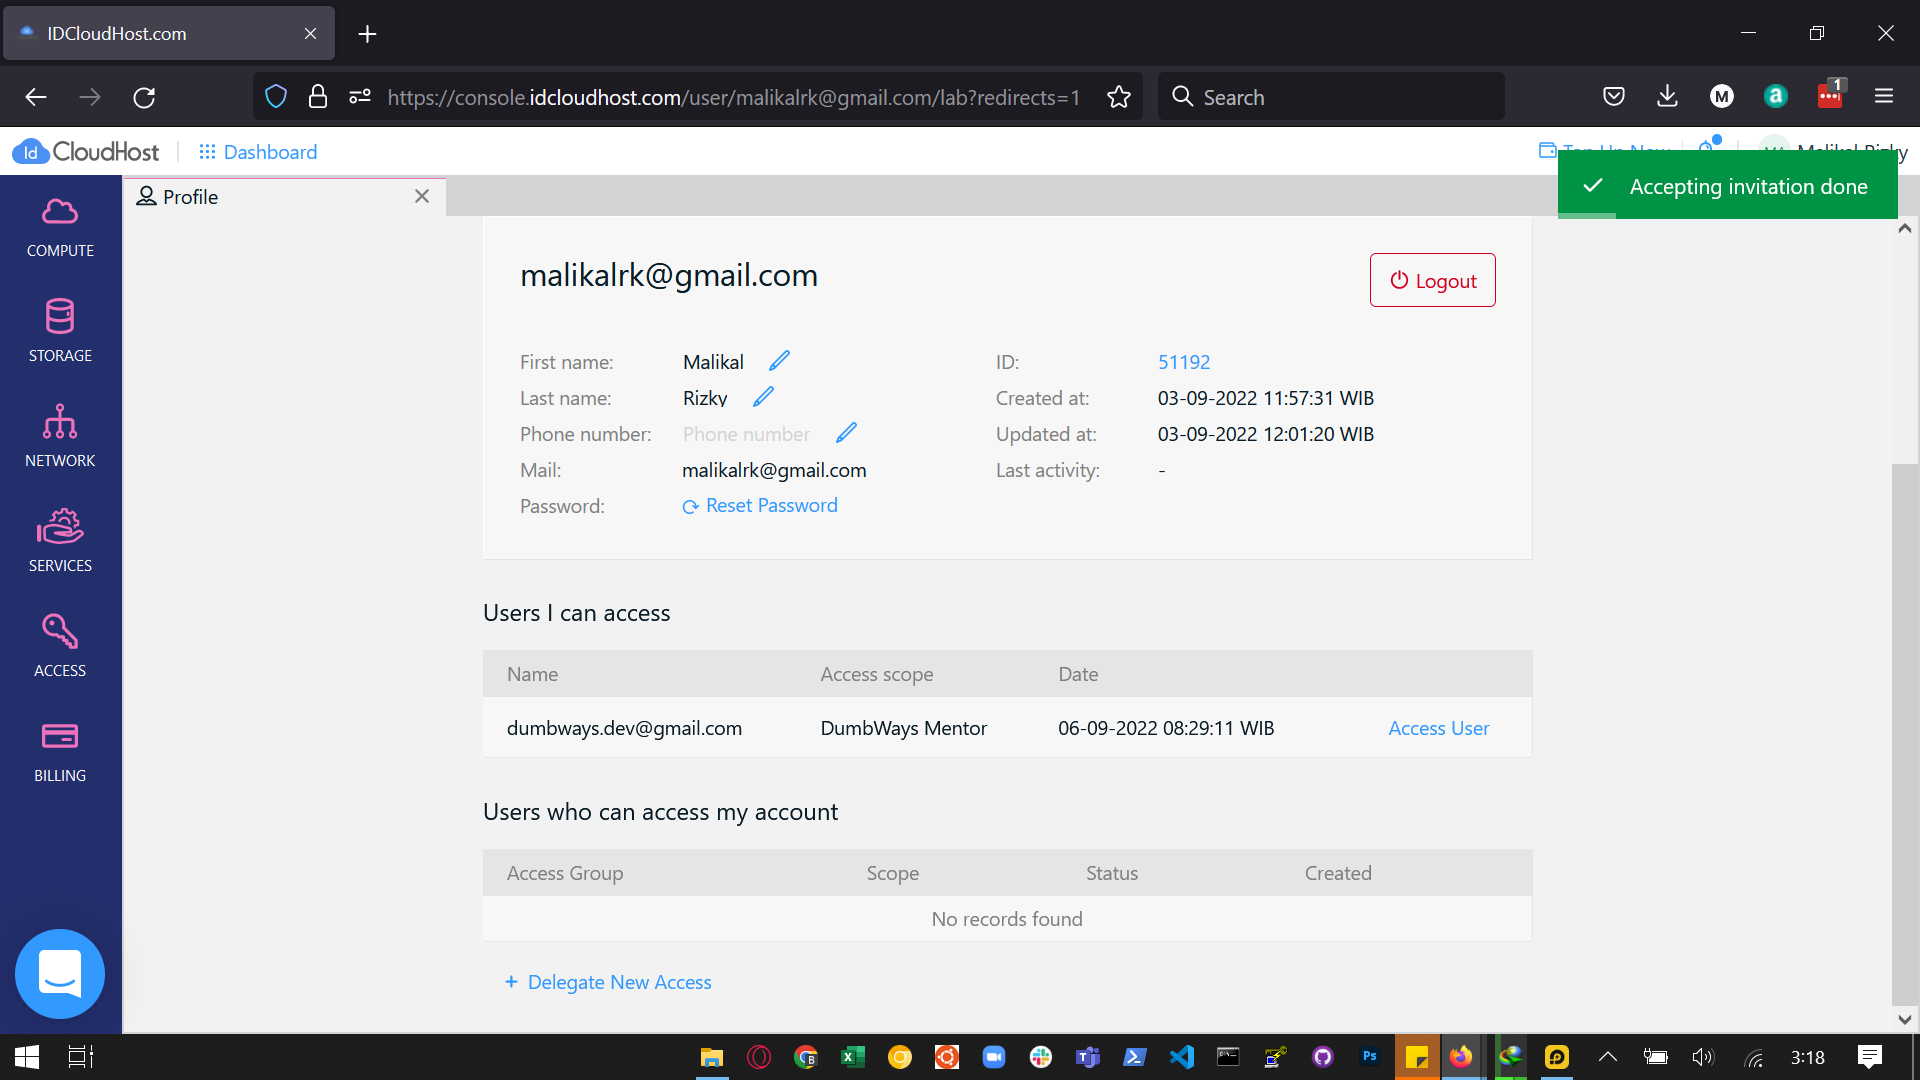 IDCloudHost.com
https://console.idcloudhost.com/user/malikalrk@gmail.com/lab?redirects=1
Search
M
a
1
Id CloudHost
Dashboard
Malikal Rizky
Profile
Accepting invitation done
COMPUTE
STORAGE
NETWORK
SERVICES
ACCESS
BILLING
malikalrk@gmail.com
Logout
First name: Malikal
ID: 51192
Last name: Rizky
Created at: 03-09-2022 11:57:31 WIB
Phone number: Phone number
Updated at: 03-09-2022 12:01:20 WIB
Mail: malikalrk@gmail.com
Last activity: -
Password: Reset Password
Users I can access
Name Access scope Date
dumbways.dev@gmail.com DumbWays Mentor 06-09-2022 08:29:11 WIB Access User
Users who can access my account
Access Group Scope Status Created
No records found
+ Delegate New Access
Ps
3:18